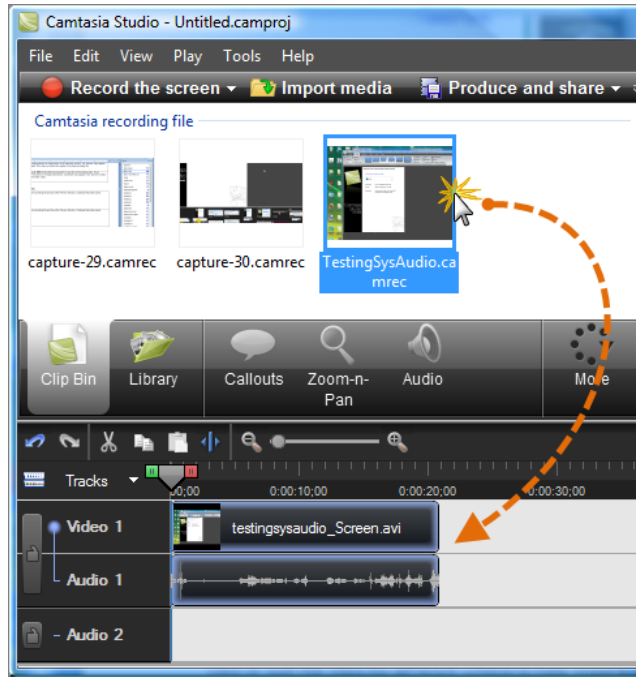 Camtasia Studio - Untitled.camproj
File Edit View Play Tools Help
Record the screen Import media Produce and share
Camtasia recording file
capture-29.camrec capture-30.camrec TestingSysAudio.ca
mrec
Clip Bin Library Callouts Zoom-n- Audio More
Pan
Tracks 00;00 0:00:10;00 0:00:20;00 0:00:30;00
Video 1 testingsysaudio_Screen.avi
Audio 1
Audio 2